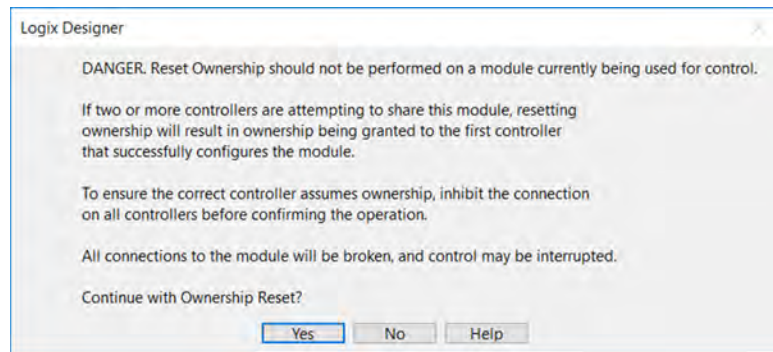 Logix Designer
DANGER. Reset Ownership should not be performed on a module currently being used for control.
If two or more controllers are attempting to share this module, resetting
ownership will result in ownership being granted to the first controller
that successfully configures the module.
To ensure the correct controller assumes ownership, inhibit the connection
on all controllers before confirming the operation.
All connections to the module will be broken, and control may be interrupted.
Continue with Ownership Reset?
Yes No Help